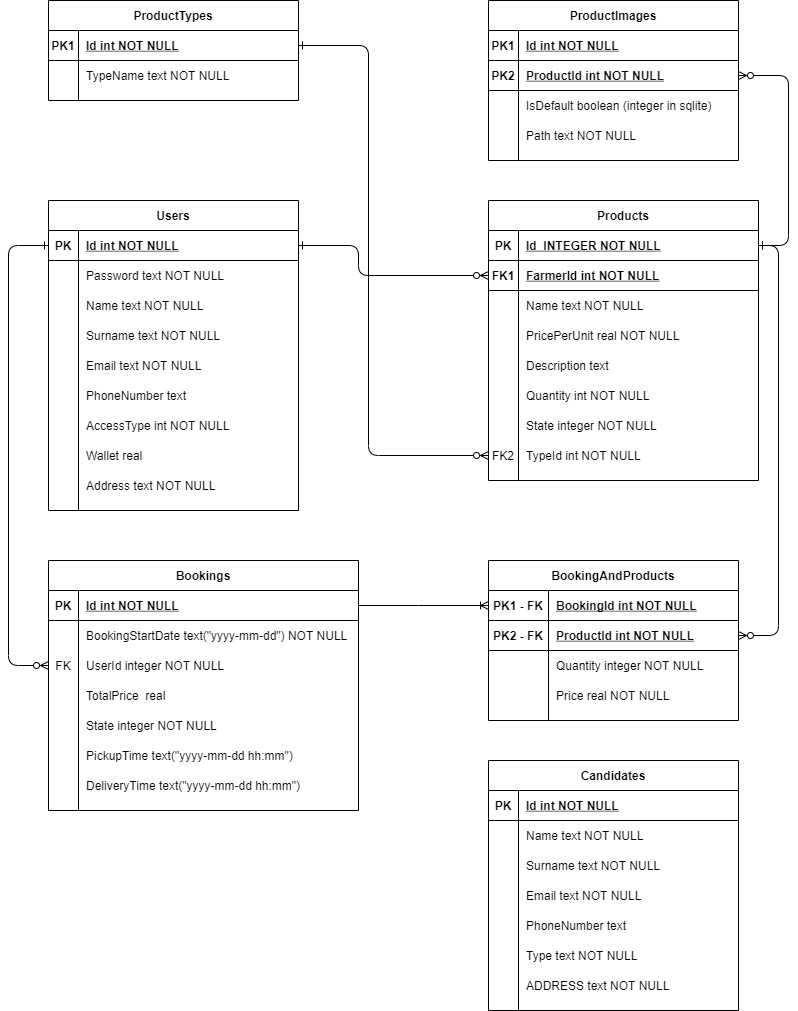 ProductTypes
PK1 Id int NOT NULL
TypeName text NOT NULL
ProductImages
PK1 Id int NOT NULL
PK2 ProductId int NOT NULL
IsDefault boolean (integer in sqlite)
Path text NOT NULL
Users
PK Id int NOT NULL
Password text NOT NULL
Name text NOT NULL
Surname text NOT NULL
Email text NOT NULL
PhoneNumber text
AccessType int NOT NULL
Wallet real
Address text NOT NULL
Products
PK Id  INTEGER NOT NULL
FK1 FarmerId int NOT NULL
Name text NOT NULL
PricePerUnit real NOT NULL
Description text
Quantity int NOT NULL
State integer NOT NULL
FK2 TypeId int NOT NULL
Bookings
PK Id int NOT NULL
BookingStartDate text("yyyy-mm-dd") NOT NULL
FK UserId integer NOT NULL
TotalPrice  real
State integer NOT NULL
PickupTime text("yyyy-mm-dd hh:mm")
DeliveryTime text("yyyy-mm-dd hh:mm")
BookingAndProducts
PK1 - FK BookingId int NOT NULL
PK2 - FK ProductId int NOT NULL
Quantity integer NOT NULL
Price real NOT NULL
Candidates
PK Id int NOT NULL
Name text NOT NULL
Surname text NOT NULL
Email text NOT NULL
PhoneNumber text
Type text NOT NULL
ADDRESS text NOT NULL